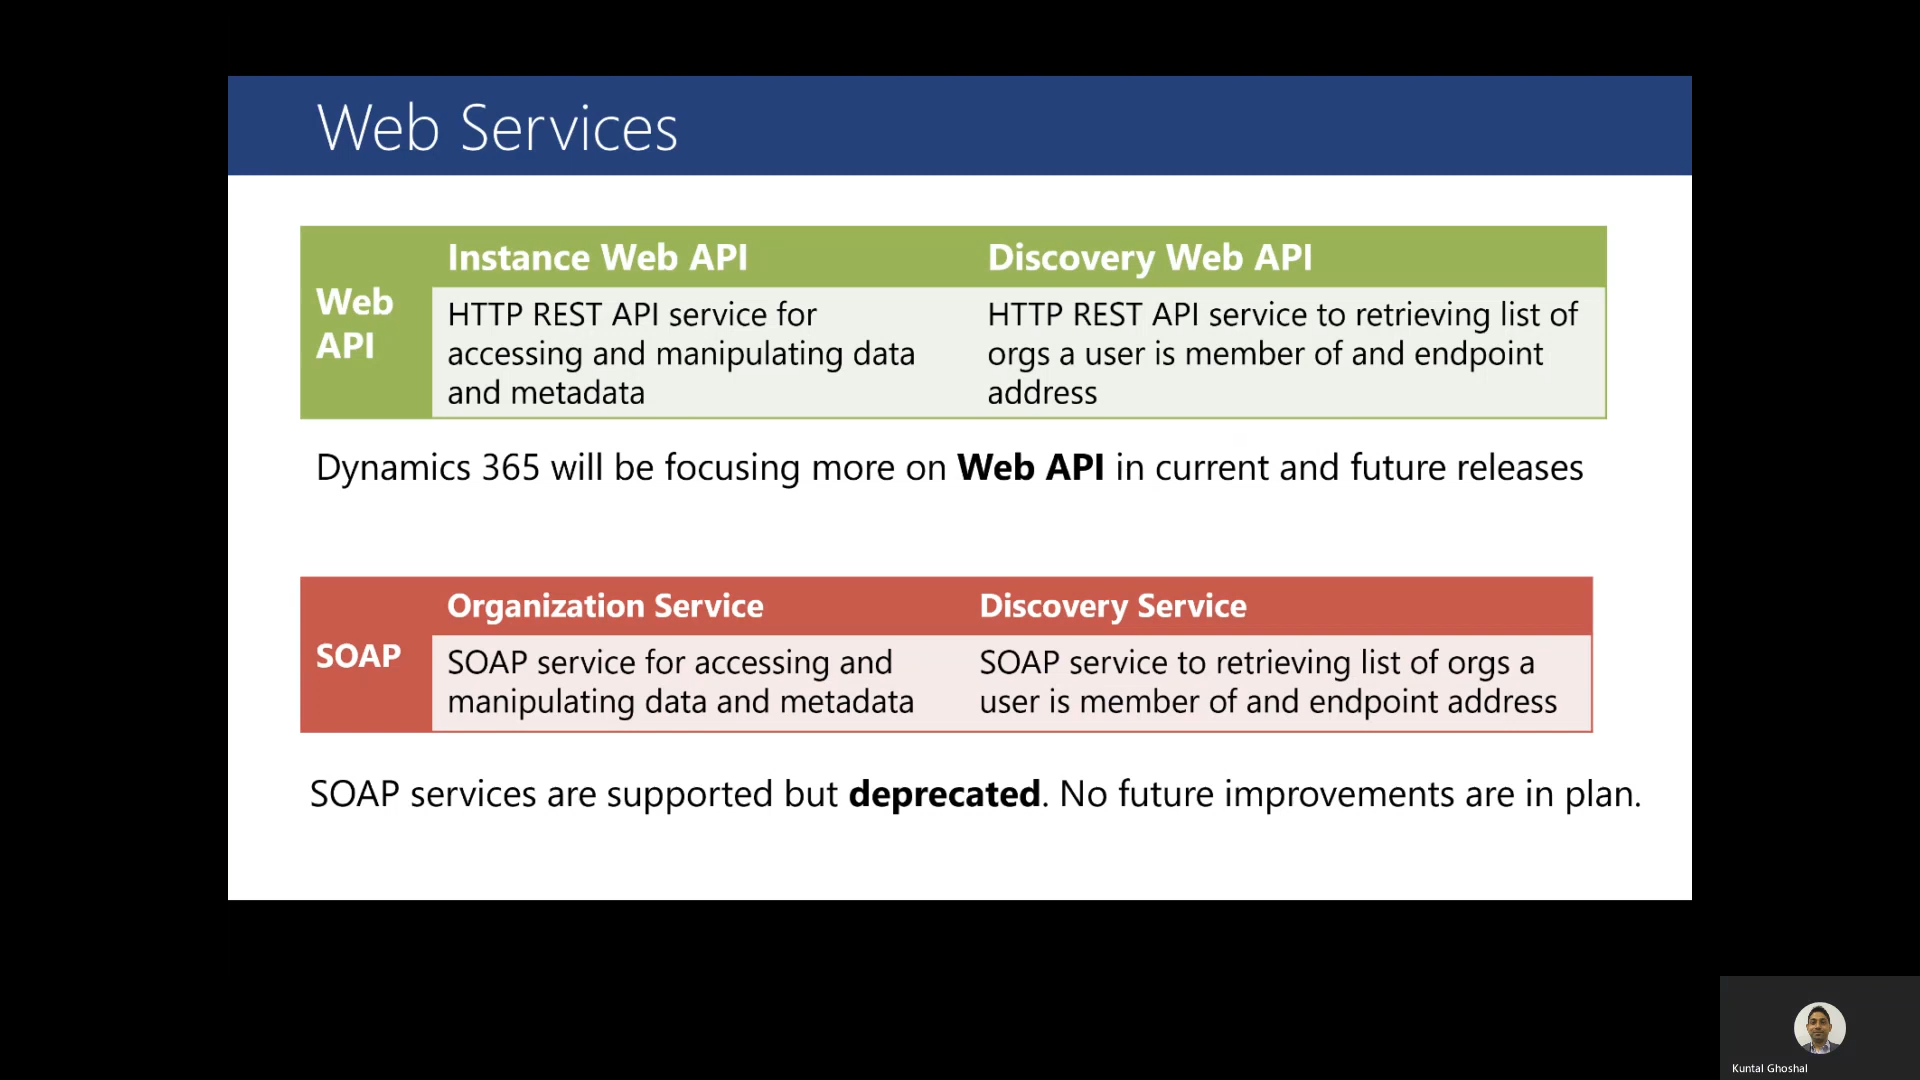 Web Services
Web
API
Instance Web API
Discovery Web API
HTTP REST API service for
accessing and manipulating data
and metadata
HTTP REST API service to retrieving list of
orgs a user is member of and endpoint
address
Dynamics 365 will be focusing more on Web API in current and future releases
SOAP
Organization Service
Discovery Service
SOAP service for accessing and
manipulating data and metadata
SOAP service to retrieving list of orgs a
user is member of and endpoint address
SOAP services are supported but deprecated. No future improvements are in plan.
Kuntal Ghoshal